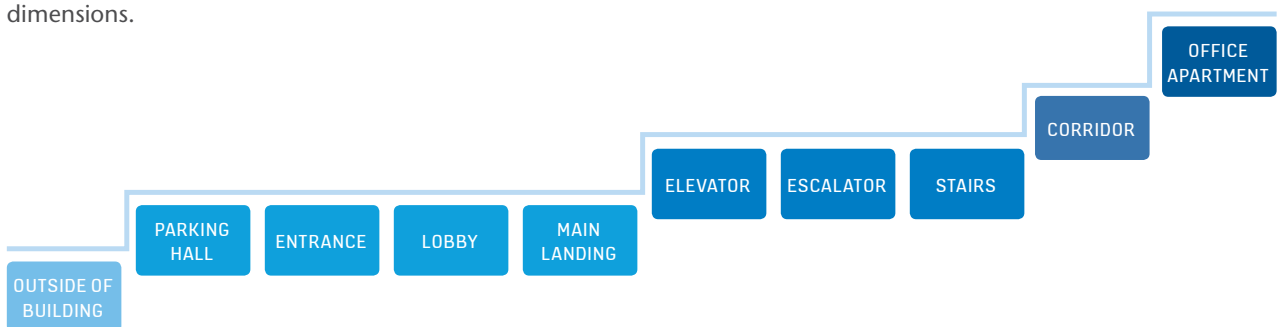 dimensions.
OUTSIDE OF
BUILDING
PARKING
HALL
ENTRANCE
LOBBY
MAIN
LANDING
ELEVATOR
ESCALATOR
STAIRS
CORRIDOR
OFFICE
APARTMENT